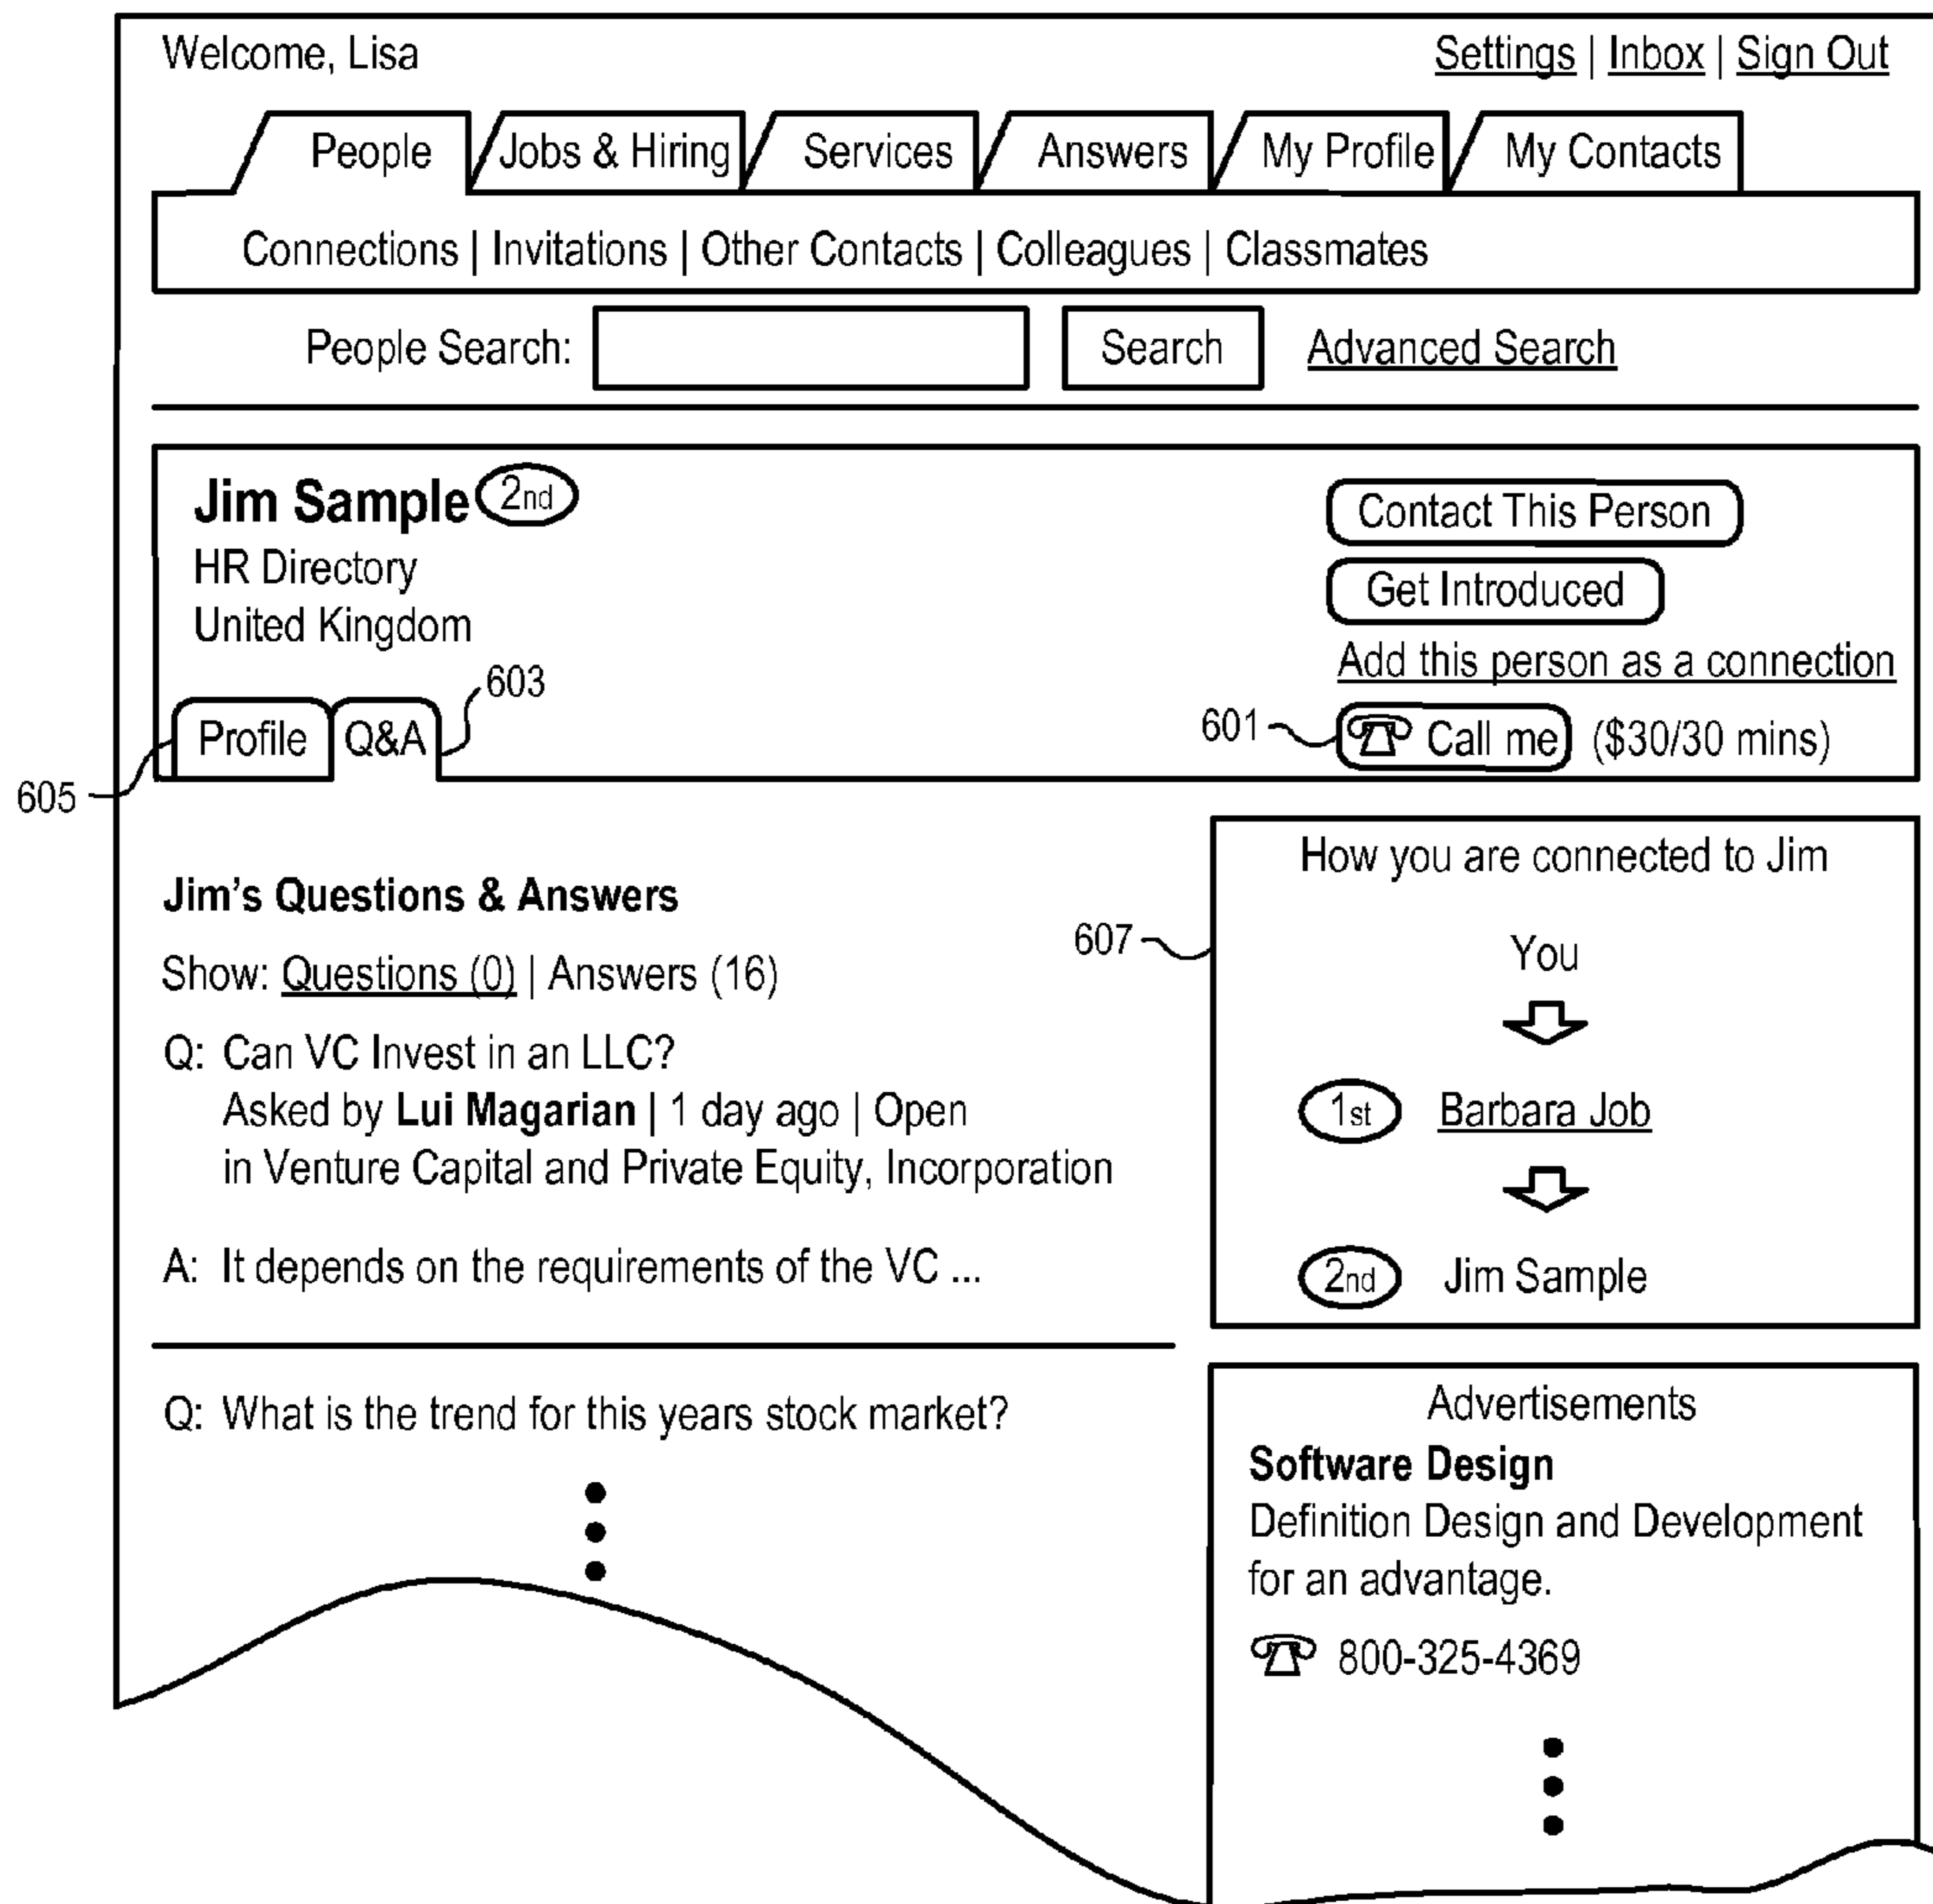 Welcome, Lisa
Settings | Inbox | Sign Out
People
Jobs & Hiring
Services
Answers
My Profile
My Contacts
Connections | Invitations | Other Contacts | Colleagues | Classmates
People Search:
Search
Advanced Search
Jim Sample 2nd
HR Directory
United Kingdom
Contact This Person
Get Introduced
Add this person as a connection
603
601
Call me ($30/30 mins)
Profile
Q&A
605
Jim's Questions & Answers
Show: Questions (0) | Answers (16)
Q: Can VC Invest in an LLC?
Asked by Lui Magarian | 1 day ago | Open
in Venture Capital and Private Equity, Incorporation
A: It depends on the requirements of the VC ...
Q: What is the trend for this years stock market?
607
How you are connected to Jim
You
1st Barbara Job
2nd Jim Sample
Advertisements
Software Design
Definition Design and Development
for an advantage.
800-325-4369